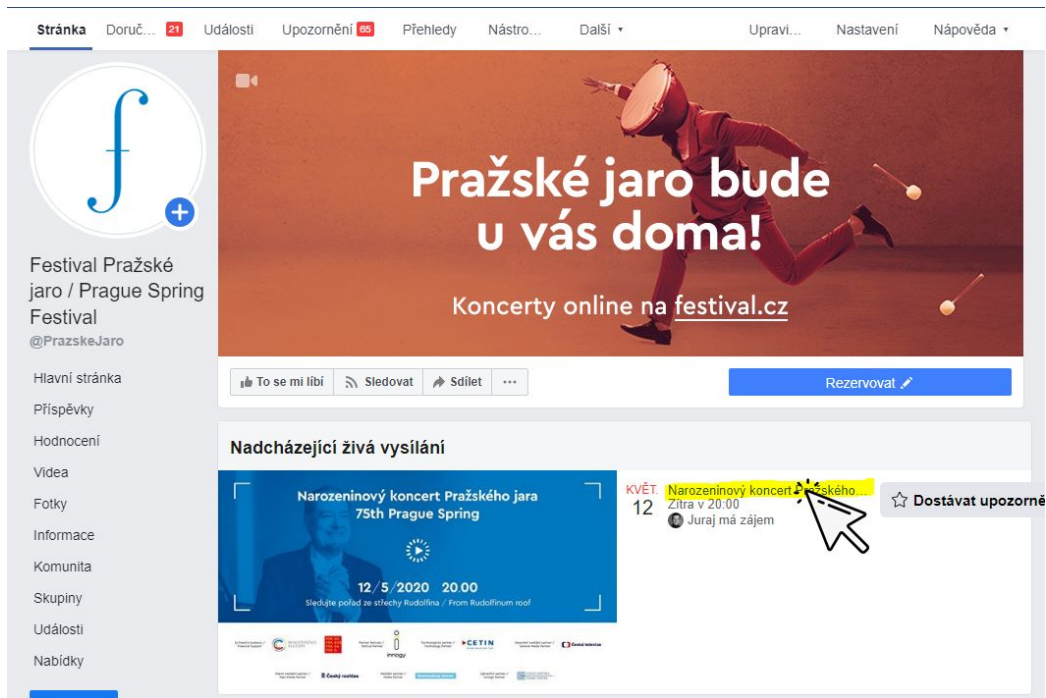 Stránka Doruč... 21 Události Upozornění 65 Přehledy Nástro... Další Upravi... Nastavení Nápověda
Pražské jaro bude
u vás doma!
Koncerty online na festival.cz
Festival Pražské
jaro / Prague Spring
Festival
@PrazskeJaro
To se mi líbí Sledovat Sdílet ... Rezervovat
Hlavní stránka
Příspěvky
Hodnocení
Videa
Fotky
Informace
Komunita
Skupiny
Události
Nabídky
Nadcházející živá vysílání
Narozeninový koncert Pražského jara
75th Prague Spring
12/5/2020 20.00
Sledujte pořad ze střechy Rudolfina / From Rudolfinum roof
innogy
CETIN
Česká televize
Český rozhlas
KVĚT.
12
Narozeninový koncert Pražského...
Zítra v 20:00
Juraj má zájem
Dostávat upozorně